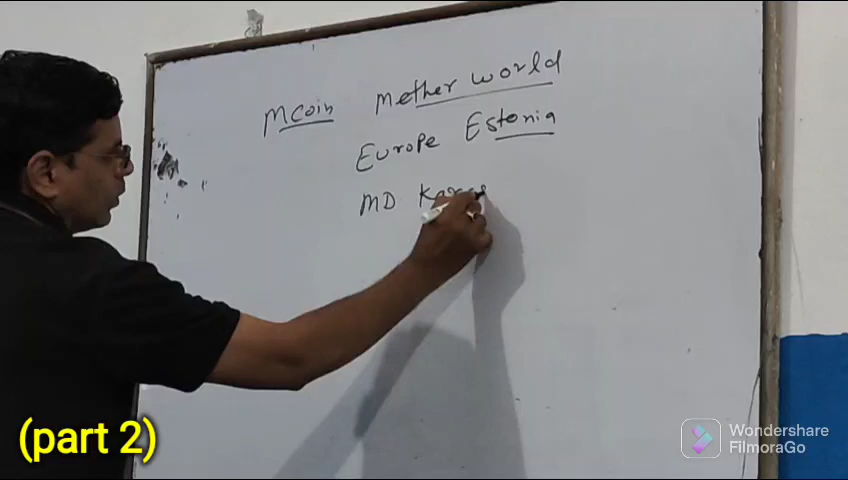 MCoin Mether world
Europe Estonia
MD
(part 2)
Wondershare
FilmoraGo